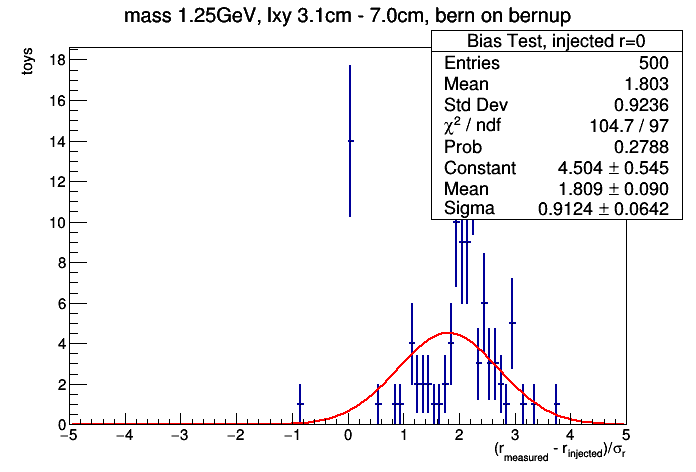 mass 1.25GeV, lxy 3.1cm - 7.0cm, bern on bernup
toys
Bias Test, injected r=0
Entries 500
Mean 1.803
Std Dev 0.9236
χ² / ndf 104.7 / 97
Prob 0.2788
Constant 4.504 ± 0.545
Mean 1.809 ± 0.090
Sigma 0.9124 ± 0.0642
18
16
14
12
10
8
6
4
2
0
−5 −4 −3 −2 −1 0 1 2 3 4 5
(r_measured - r_injected)/σ_r